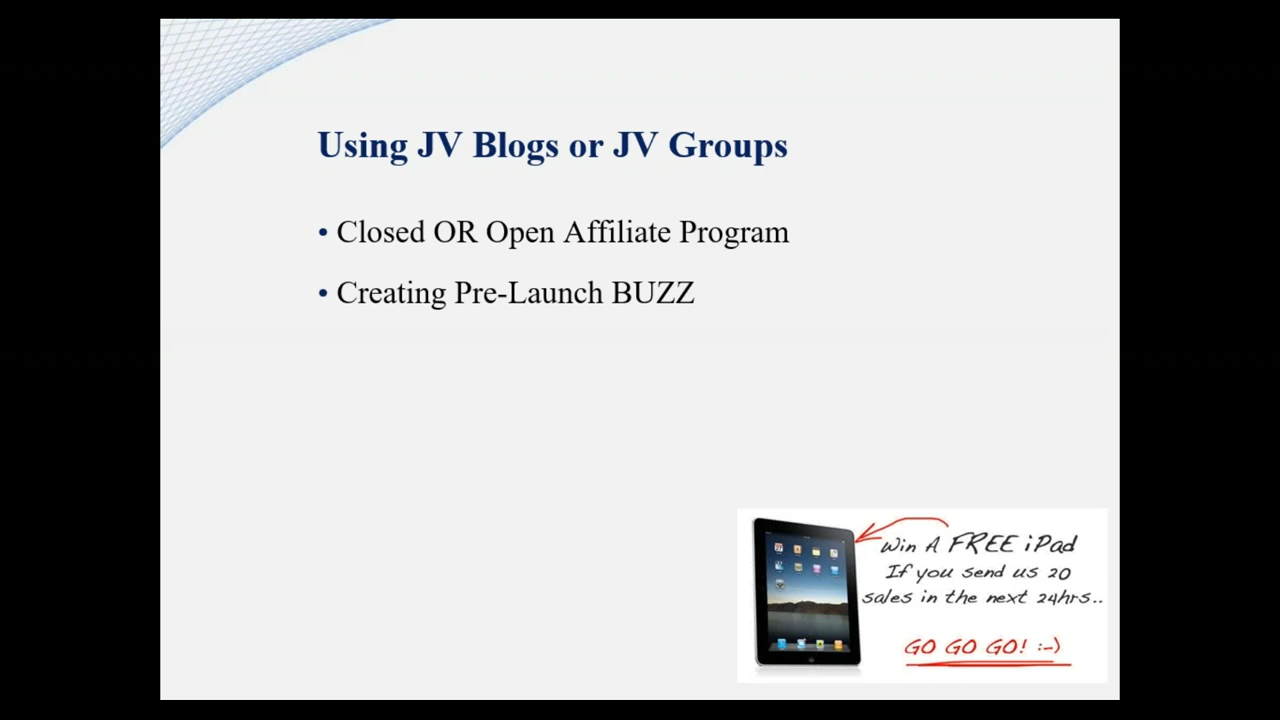 Using JV Blogs or JV Groups
• Closed OR Open Affiliate Program
• Creating Pre-Launch BUZZ
Win A FREE iPad
If you send us 20
sales in the next 24hrs..
GO GO GO! :-)